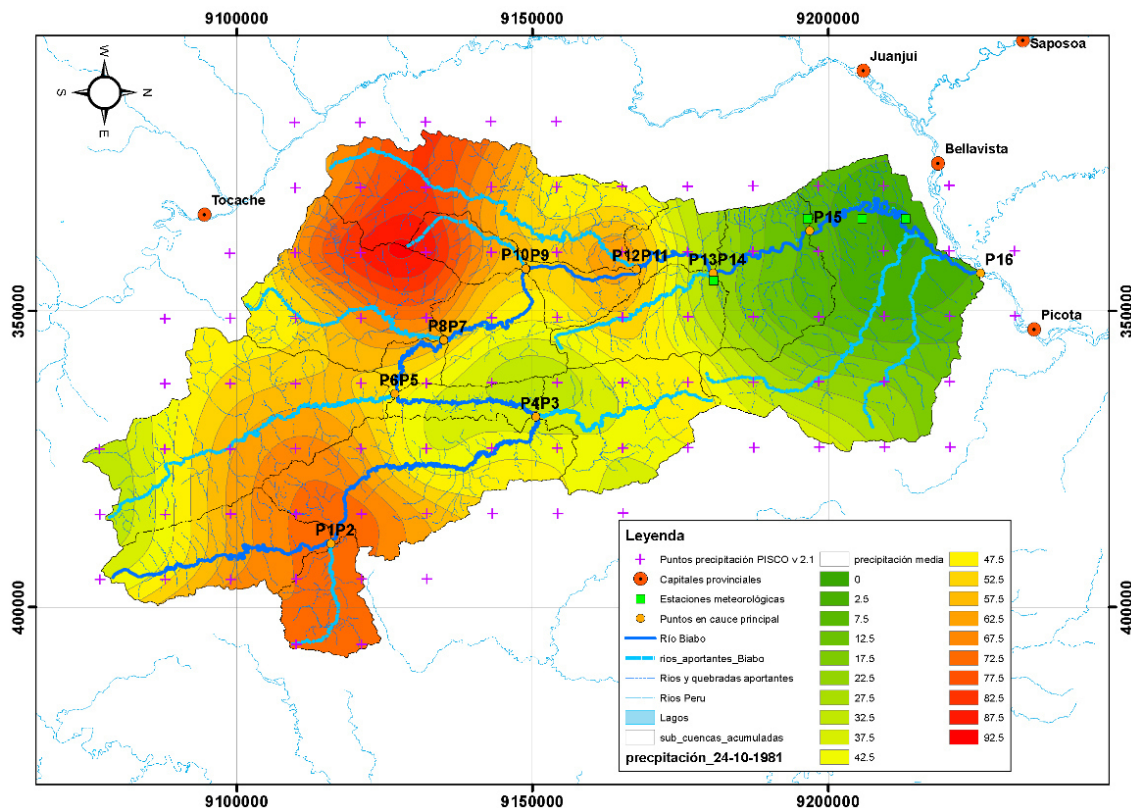 9100000
9150000
9200000
Saposoa
Juanjui
W
S
N
E
Bellavista
Tocache
P15
P10P9
P12P11
P13P14
P16
350000
350000
Picota
P8P7
P6P5
P4P3
P1P2
400000
400000
Leyenda
Puntos precipitación PISCO v 2.1
Capitales provinciales
Estaciones meteorológicas
Puntos en cauce principal
Río Biabo
rios_aportantes_Biabo
Rios y quebradas aportantes
Rios Peru
Lagos
sub_cuencas_acumuladas
precpitación_24-10-1981
precipitación media
0
2.5
7.5
12.5
17.5
22.5
27.5
32.5
37.5
42.5
47.5
52.5
57.5
62.5
67.5
72.5
77.5
82.5
87.5
92.5
9100000
9150000
9200000